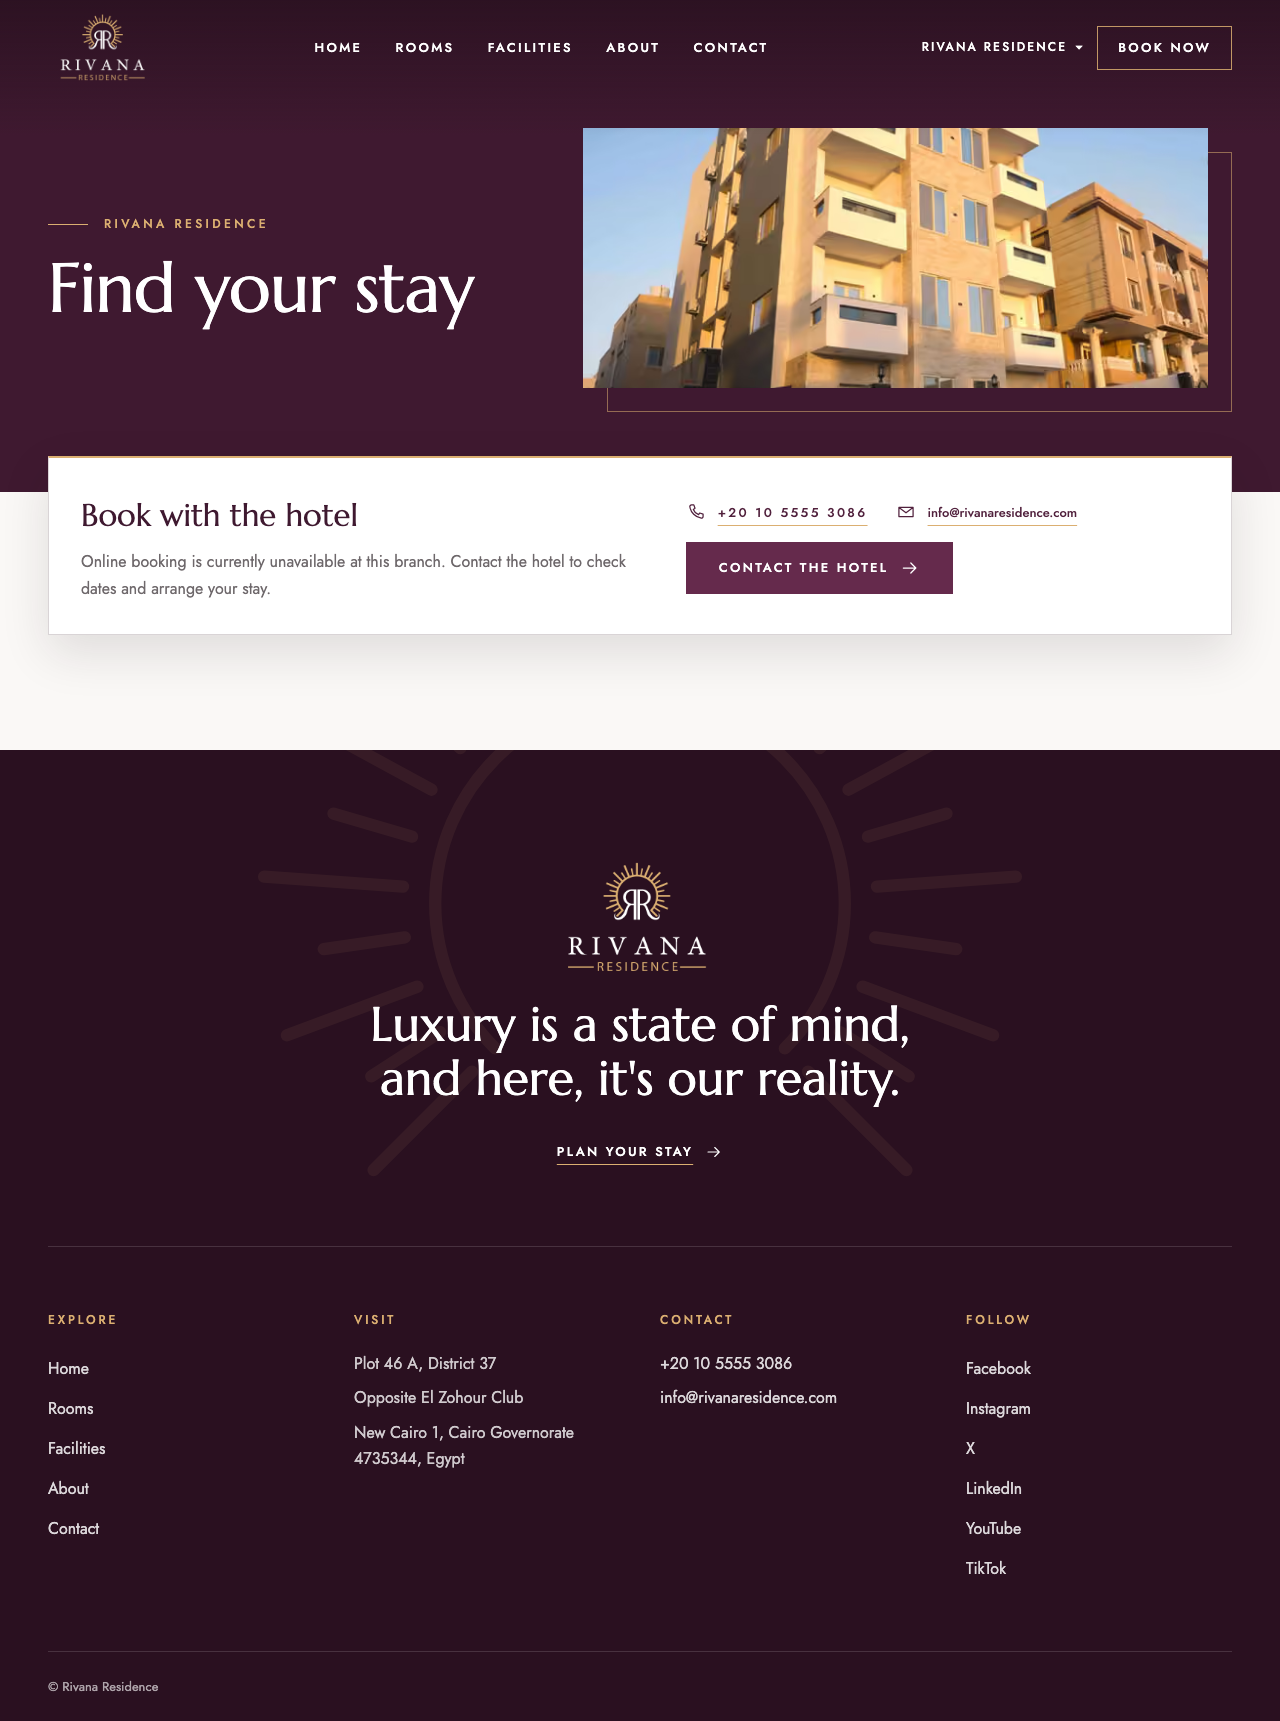 RIVANA
RESIDENCE
HOME
ROOMS
FACILITIES
ABOUT
CONTACT
RIVANA RESIDENCE
BOOK NOW
RIVANA RESIDENCE
Find your stay
Book with the hotel
Online booking is currently unavailable at this branch. Contact the hotel to check
dates and arrange your stay.
+20 10 5555 3086
info@rivanaresidence.com
CONTACT THE HOTEL
RIVANA
RESIDENCE
Luxury is a state of mind,
and here, it's our reality.
PLAN YOUR STAY
EXPLORE
Home
Rooms
Facilities
About
Contact
VISIT
Plot 46 A, District 37
Opposite El Zohour Club
New Cairo 1, Cairo Governorate
4735344, Egypt
CONTACT
+20 10 5555 3086
info@rivanaresidence.com
FOLLOW
Facebook
Instagram
X
LinkedIn
YouTube
TikTok
© Rivana Residence